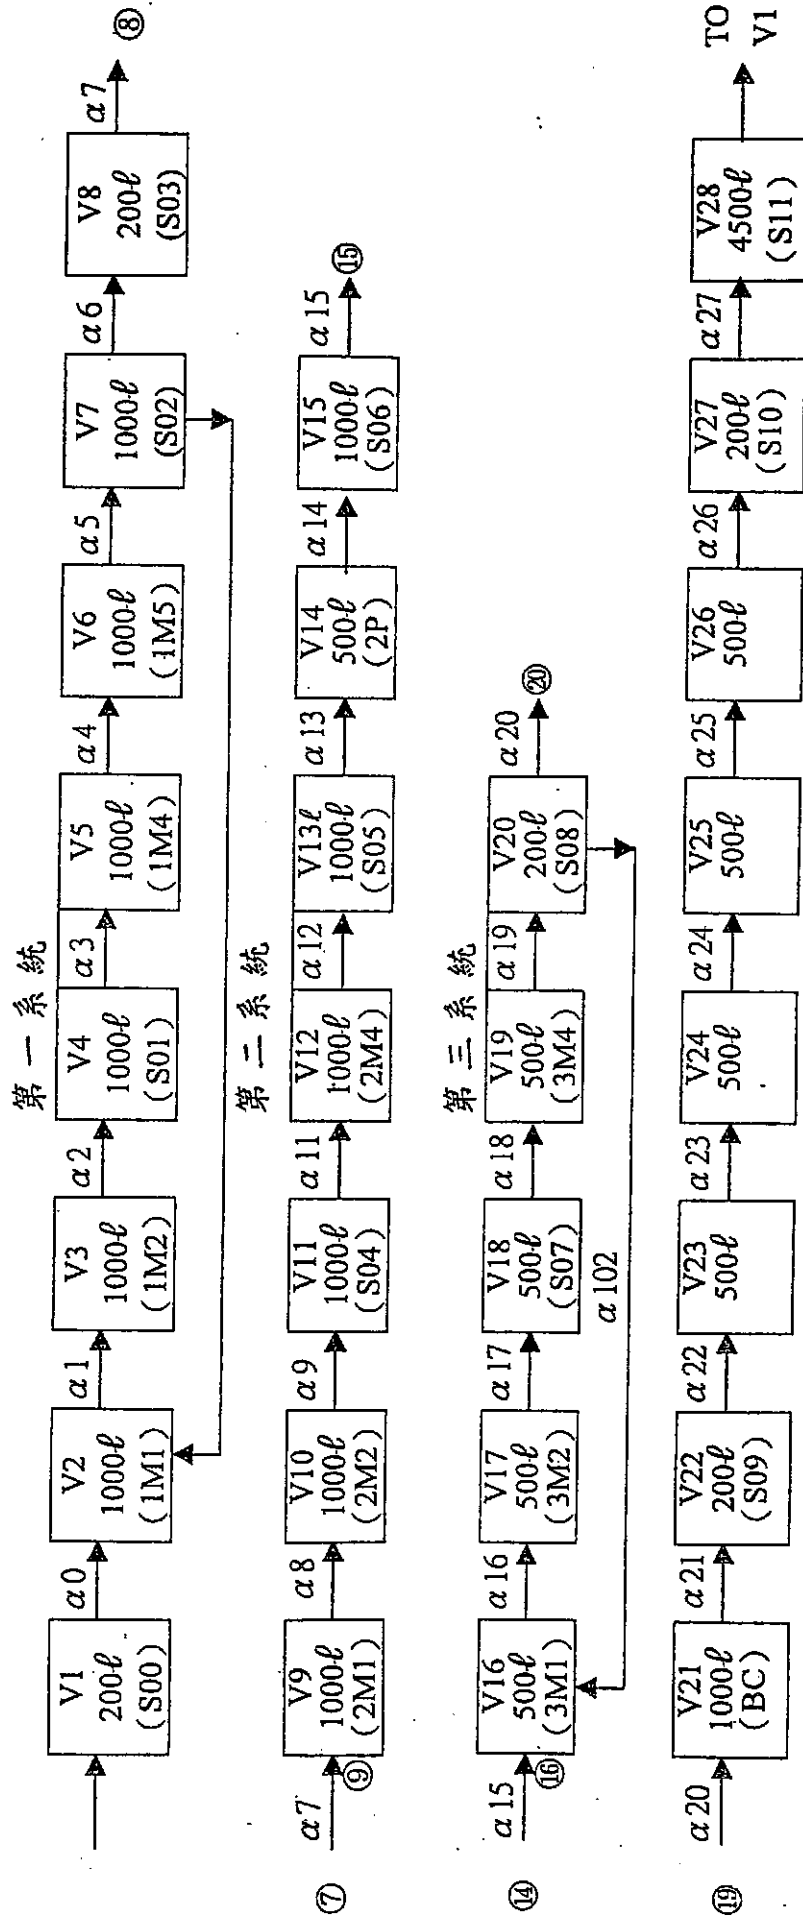 第一系統
V1
200ℓ
(S00)
α0
V2
1000ℓ
(1M1)
α1
V3
1000ℓ
(1M2)
α2
V4
1000ℓ
(S01)
α3
V5
1000ℓ
(1M4)
α4
V6
1000ℓ
(1M5)
α5
V7
1000ℓ
(S02)
α6
V8
200ℓ
(S03)
α7
⑧
第二系統
⑦
α7
⑨
V9
1000ℓ
(2M1)
α8
V10
1000ℓ
(2M2)
α9
V11
1000ℓ
(S04)
α11
V12
1000ℓ
(2M4)
α12
V13ℓ
1000ℓ
(S05)
α13
V14
500ℓ
(2P)
α14
V15
1000ℓ
(S06)
α15
⑮
第三系統
⑭
α15
⑯
V16
500ℓ
(3M1)
α16
V17
500ℓ
(3M2)
α17
V18
500ℓ
(S07)
α18
V19
500ℓ
(3M4)
α19
V20
200ℓ
(S08)
α20
⑳
α102
⑲
α20
V21
1000ℓ
(BC)
α21
V22
200ℓ
(S09)
α22
V23
500ℓ
α23
V24
500ℓ
α24
V25
500ℓ
α25
V26
500ℓ
α26
V27
200ℓ
(S10)
α27
V28
4500ℓ
(S11)
TO
V1